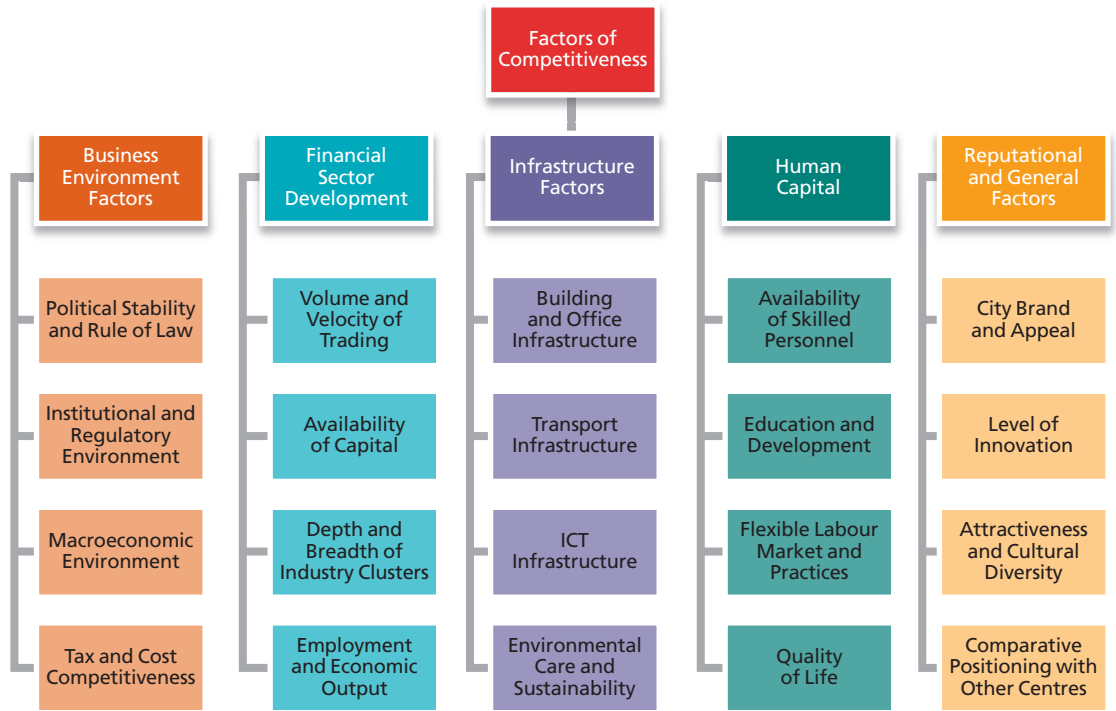 Factors of
Competitiveness
Business
Environment
Factors
Financial
Sector
Development
Infrastructure
Factors
Human
Capital
Reputational
and General
Factors
Political Stability
and Rule of Law
Volume and
Velocity of
Trading
Building
and Office
Infrastructure
Availability
of Skilled
Personnel
City Brand
and Appeal
Institutional and
Regulatory
Environment
Availability
of Capital
Transport
Infrastructure
Education and
Development
Level of
Innovation
Macroeconomic
Environment
Depth and
Breadth of
Industry Clusters
ICT
Infrastructure
Flexible Labour
Market and
Practices
Attractiveness
and Cultural
Diversity
Tax and Cost
Competitiveness
Employment
and Economic
Output
Environmental
Care and
Sustainability
Quality
of Life
Comparative
Positioning with
Other Centres